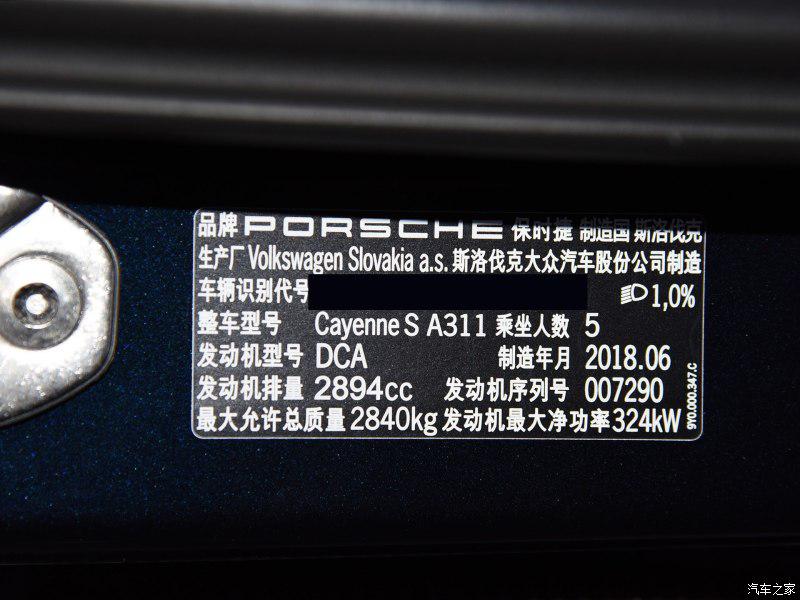 品牌 PORSCHE 保时捷 制造国 斯洛伐克
生产厂 Volkswagen Slovakia a.s. 斯洛伐克大众汽车股份公司制造
车辆识别代号 1,0%
整车型号 Cayenne S A311 乘坐人数 5
发动机型号 DCA 制造年月 2018.06
发动机排量 2894cc 发动机序列号 007290
最大允许总质量 2840kg 发动机最大净功率 324kW
9Y0.000.347.C
汽车之家